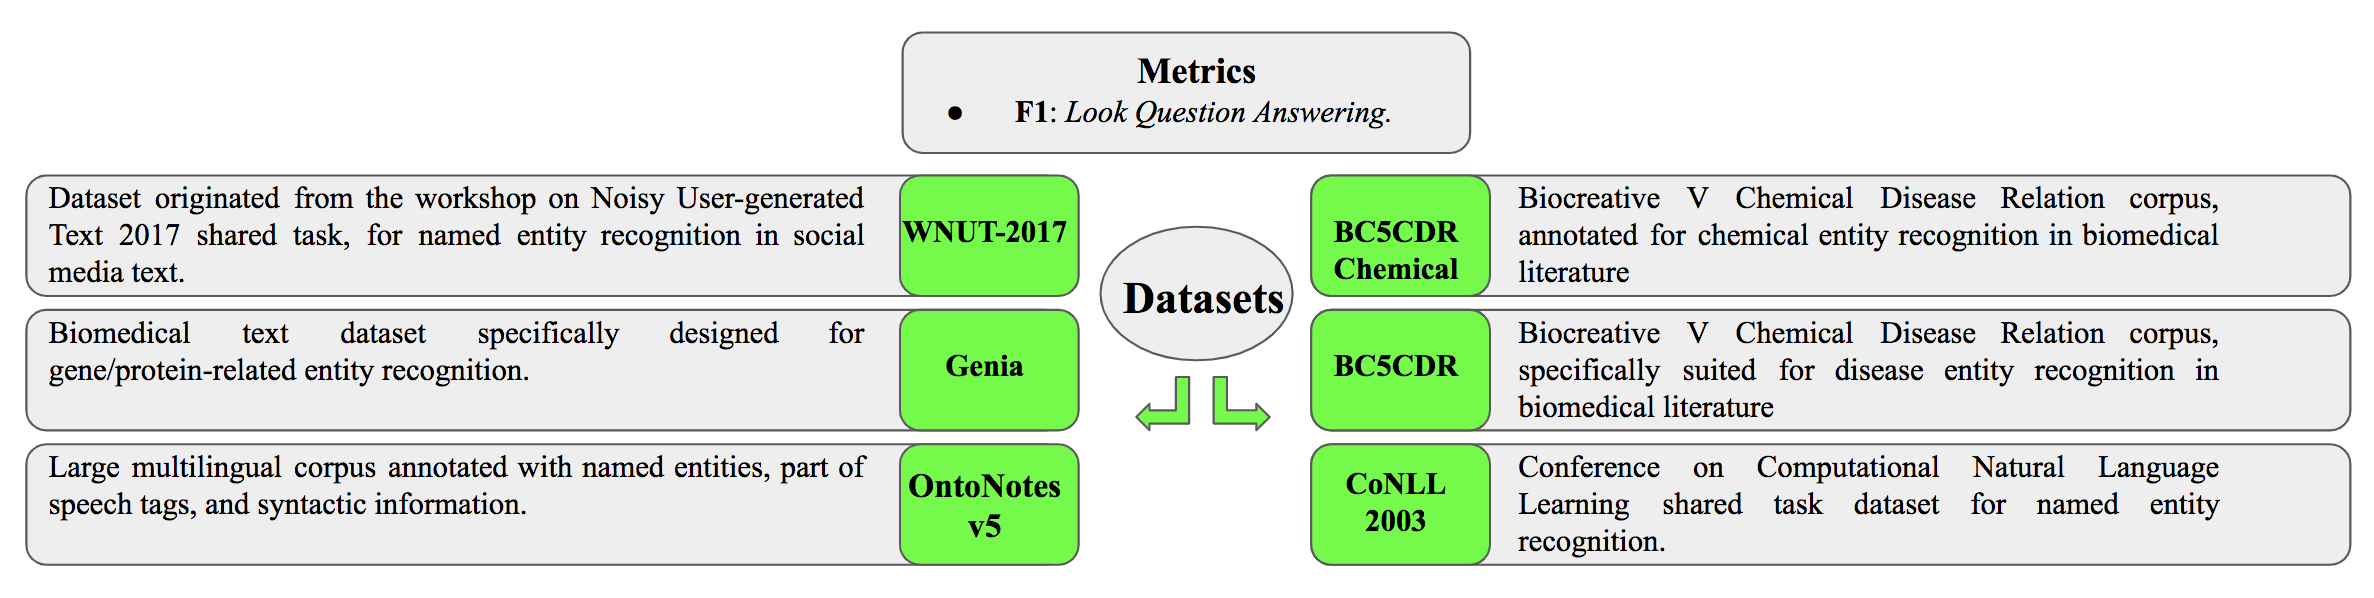 Metrics
● F1: Look Question Answering.
Dataset originated from the workshop on Noisy User-generated
Text 2017 shared task, for named entity recognition in social
media text.
WNUT-2017
Biomedical text dataset specifically designed for
gene/protein-related entity recognition.
Genia
Large multilingual corpus annotated with named entities, part of
speech tags, and syntactic information.
OntoNotes
v5
Datasets
BC5CDR
Chemical
Biocreative V Chemical Disease Relation corpus,
annotated for chemical entity recognition in biomedical
literature
BC5CDR
Biocreative V Chemical Disease Relation corpus,
specifically suited for disease entity recognition in
biomedical literature
CoNLL
2003
Conference on Computational Natural Language
Learning shared task dataset for named entity
recognition.